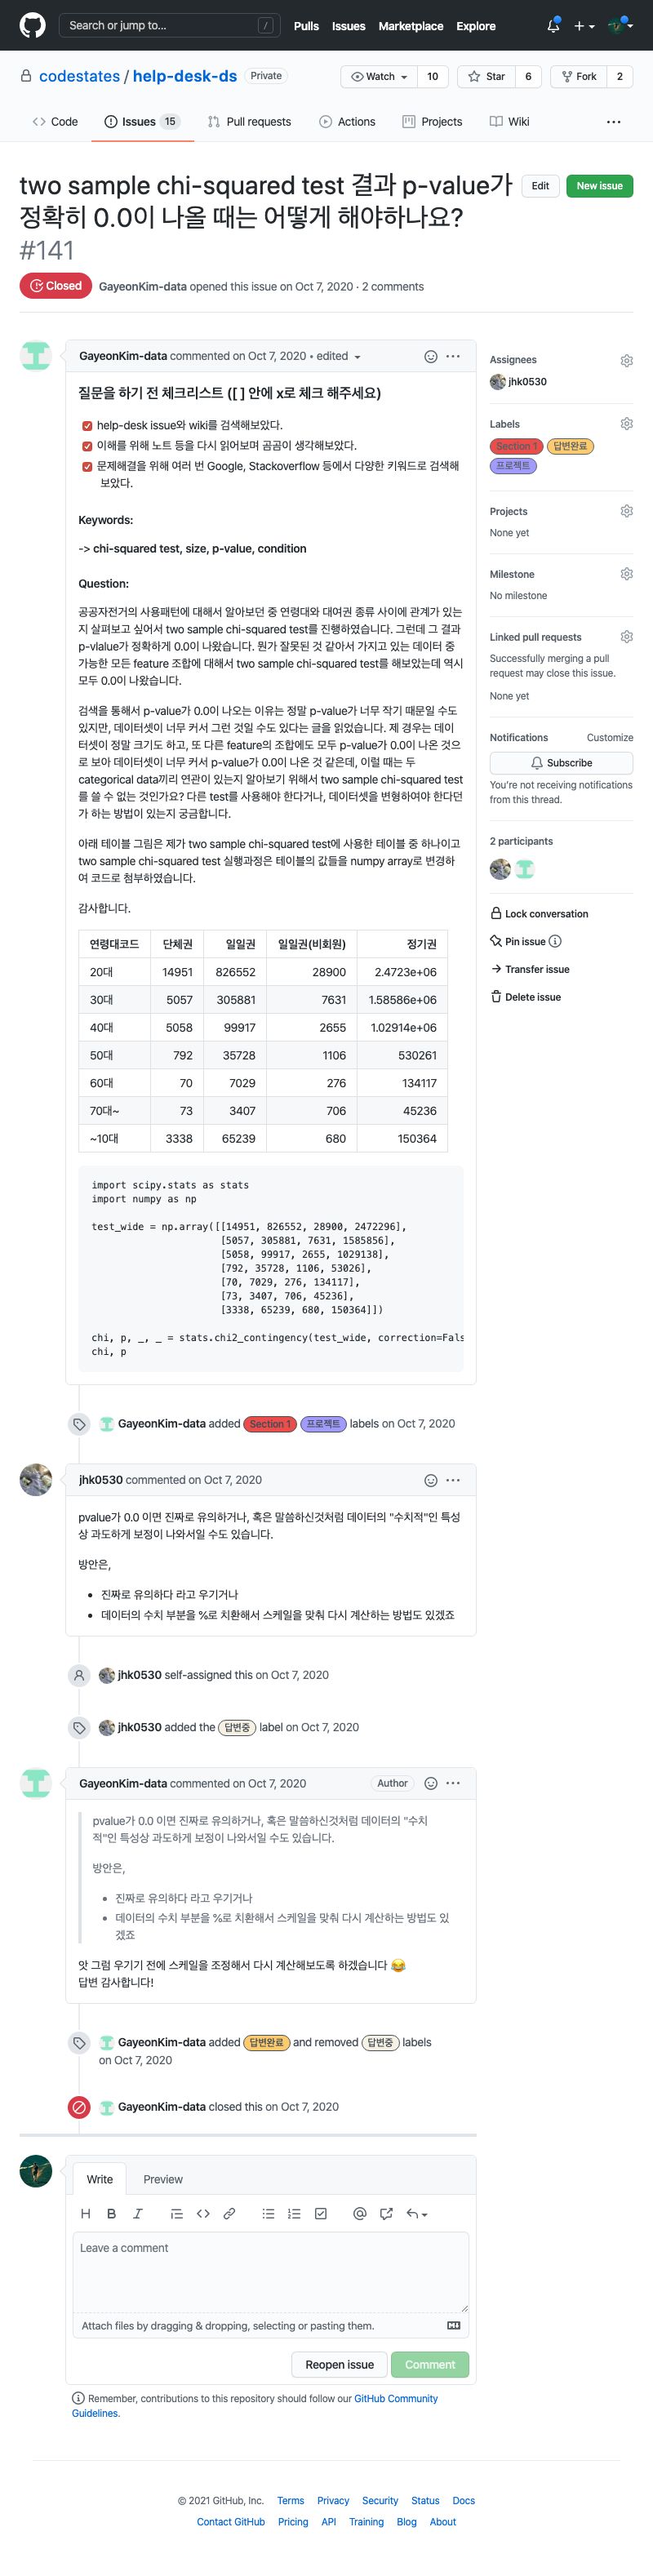 Search or jump to... /
Pulls Issues Marketplace Explore
codestates / help-desk-ds Private
Watch 10 Star 6 Fork 2
Code Issues 15 Pull requests Actions Projects Wiki
two sample chi-squared test 결과 p-value가
정확히 0.0이 나올 때는 어떻게 해야하나요?
#141
Edit New issue
Closed GayeonKim-data opened this issue on Oct 7, 2020 · 2 comments
GayeonKim-data commented on Oct 7, 2020 • edited
질문을 하기 전 체크리스트 ([ ] 안에 x로 체크 해주세요)
help-desk issue와 wiki를 검색해보았다.
이해를 위해 노트 등을 다시 읽어보며 곰곰이 생각해보았다.
문제해결을 위해 여러 번 Google, Stackoverflow 등에서 다양한 키워드로 검색해
보았다.
Keywords:
-> chi-squared test, size, p-value, condition
Question:
공공자전거의 사용패턴에 대해서 알아보던 중 연령대와 대여권 종류 사이에 관계가 있는
지 살펴보고 싶어서 two sample chi-squared test를 진행하였습니다. 그런데 그 결과
p-vlalue가 정확하게 0.0이 나왔습니다. 뭔가 잘못된 것 같아서 가지고 있는 데이터 중
가능한 모든 feature 조합에 대해서 two sample chi-squared test를 해보았는데 역시
모두 0.0이 나왔습니다.
검색을 통해서 p-value가 0.0이 나오는 이유는 정말 p-value가 너무 작기 때문일 수도
있지만, 데이터셋이 너무 커서 그런 것일 수도 있다는 글을 읽었습니다. 제 경우는 데이
터셋이 정말 크기도 하고, 또 다른 feature의 조합에도 모두 p-value가 0.0이 나온 것으
로 보아 데이터셋이 너무 커서 p-value가 0.0이 나온 것 같은데, 이럴 때는 두
categorical data끼리 연관이 있는지 알아보기 위해서 two sample chi-squared test
를 쓸 수 없는 것인가요? 다른 test를 사용해야 한다거나, 데이터셋을 변형하여야 한다던
가 하는 방법이 있는지 궁금합니다.
아래 테이블 그림은 제가 two sample chi-squared test에 사용한 테이블 중 하나이고
two sample chi-squared test 실행과정은 테이블의 값들을 numpy array로 변경하
여 코드로 첨부하였습니다.
감사합니다.
연령대코드 단체권 일일권 일일권(비회원) 정기권
20대 14951 826552 28900 2.4723e+06
30대 5057 305881 7631 1.58586e+06
40대 5058 99917 2655 1.02914e+06
50대 792 35728 1106 530261
60대 70 7029 276 134117
70대~ 73 3407 706 45236
~10대 3338 65239 680 150364
import scipy.stats as stats
import numpy as np
test_wide = np.array([[14951, 826552, 28900, 2472296],
[5057, 305881, 7631, 1585856],
[5058, 99917, 2655, 1029138],
[792, 35728, 1106, 53026],
[70, 7029, 276, 134117],
[73, 3407, 706, 45236],
[3338, 65239, 680, 150364]])
chi, p, _, _ = stats.chi2_contingency(test_wide, correction=Fals
chi, p
GayeonKim-data added Section 1 프로젝트 labels on Oct 7, 2020
jhk0530 commented on Oct 7, 2020
pvalue가 0.0 이면 진짜로 유의하거나, 혹은 말씀하신것처럼 데이터의 "수치적"인 특성
상 과도하게 보정이 나와서일 수도 있습니다.
방안은,
• 진짜로 유의하다 라고 우기거나
• 데이터의 수치 부분을 %로 치환해서 스케일을 맞춰 다시 계산하는 방법도 있겠죠
jhk0530 self-assigned this on Oct 7, 2020
jhk0530 added the 답변중 label on Oct 7, 2020
GayeonKim-data commented on Oct 7, 2020 Author
pvalue가 0.0 이면 진짜로 유의하거나, 혹은 말씀하신것처럼 데이터의 "수치
적"인 특성상 과도하게 보정이 나와서일 수도 있습니다.
방안은,
• 진짜로 유의하다 라고 우기거나
• 데이터의 수치 부분을 %로 치환해서 스케일을 맞춰 다시 계산하는 방법도 있
겠죠
앗 그럼 우기기 전에 스케일을 조정해서 다시 계산해보도록 하겠습니다 😂
답변 감사합니다!
GayeonKim-data added 답변완료 and removed 답변중 labels
on Oct 7, 2020
GayeonKim-data closed this on Oct 7, 2020
Write Preview
Leave a comment
Attach files by dragging & dropping, selecting or pasting them.
Reopen issue Comment
Remember, contributions to this repository should follow our GitHub Community
Guidelines.
Assignees
jhk0530
Labels
Section 1 답변완료
프로젝트
Projects
None yet
Milestone
No milestone
Linked pull requests
Successfully merging a pull
request may close this issue.
None yet
Notifications Customize
Subscribe
You're not receiving notifications
from this thread.
2 participants
Lock conversation
Pin issue
Transfer issue
Delete issue
© 2021 GitHub, Inc. Terms Privacy Security Status Docs
Contact GitHub Pricing API Training Blog About